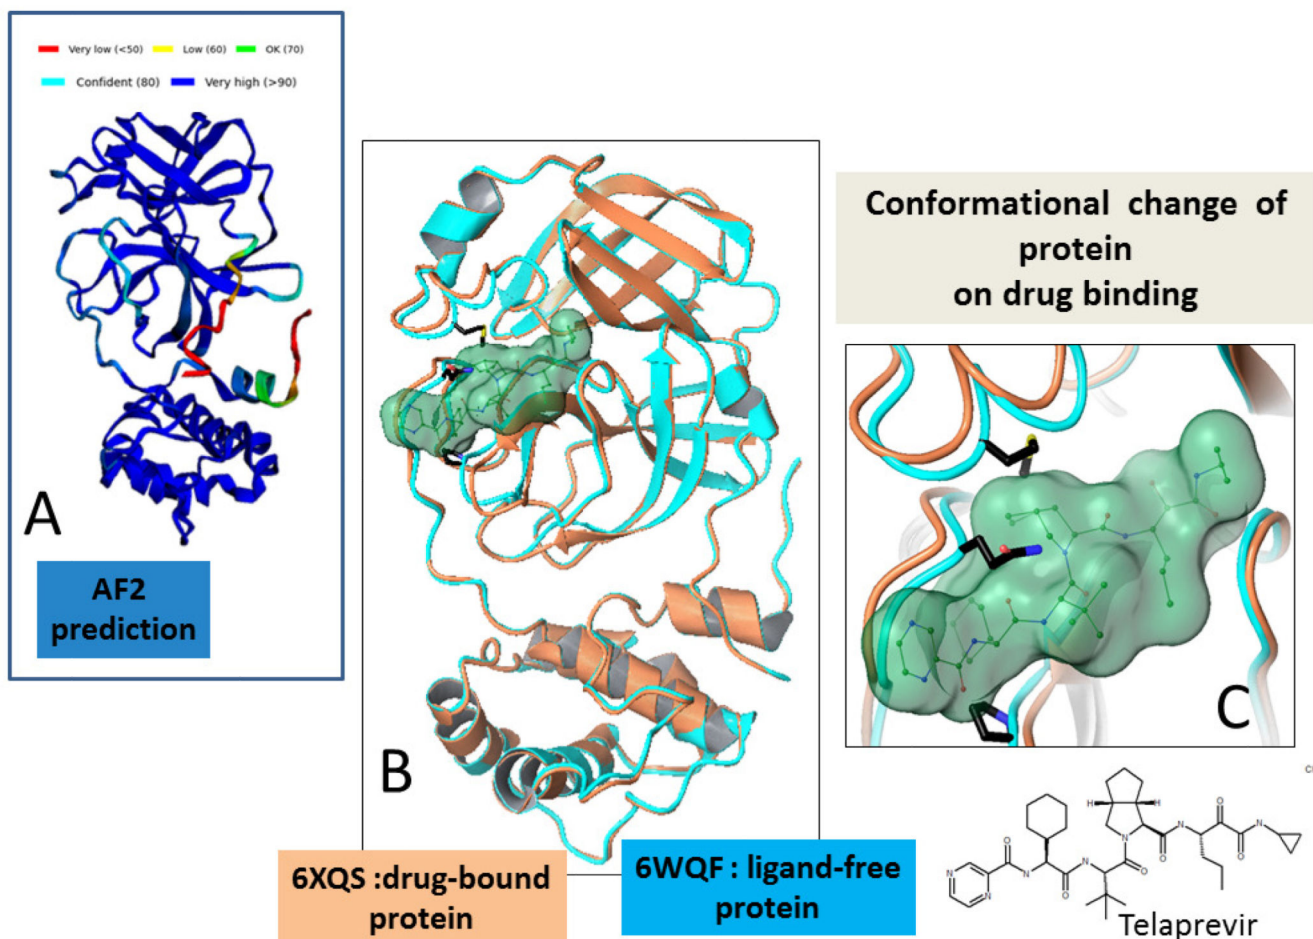 Very low (<50) Low (60) OK (70)
Confident (80) Very high (>90)
A
AF2
prediction
B
6XQS :drug-bound
protein
6WQF : ligand-free
protein
Conformational change of
protein
on drug binding
C
H H
N
O
O
O
O
N
N
N
N
H
O
N
H
O
N
H
O
Telaprevir